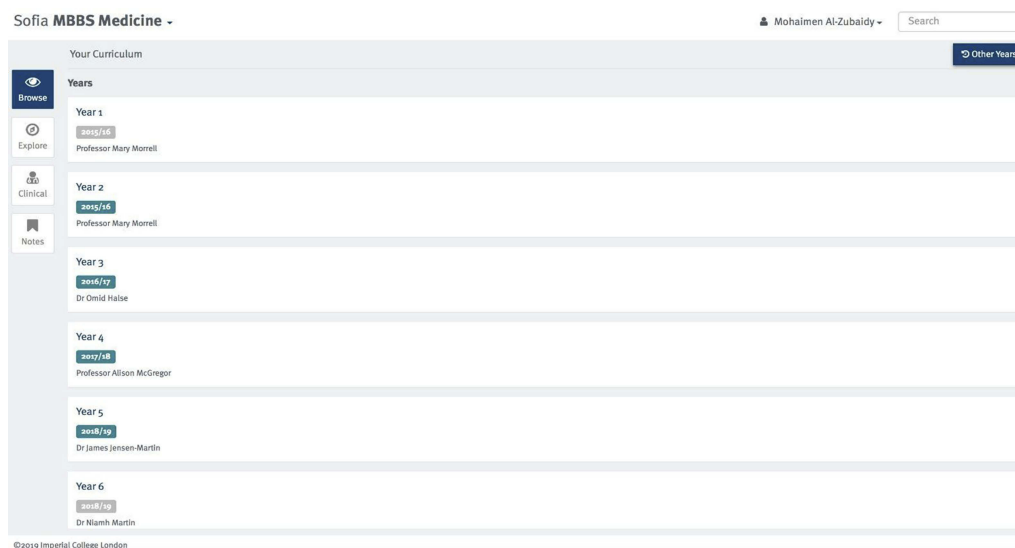 Sofia MBBS Medicine
Mohaimen Al-Zubaidy
Search
Your Curriculum
Other Years
Browse
Explore
Clinical
Notes
Years
Year 1
2015/16
Professor Mary Morrell
Year 2
2015/16
Professor Mary Morrell
Year 3
2016/17
Dr Omid Halse
Year 4
2017/18
Professor Alison McGregor
Year 5
2018/19
Dr James Jensen-Martin
Year 6
2018/19
Dr Niamh Martin
©2019 Imperial College London